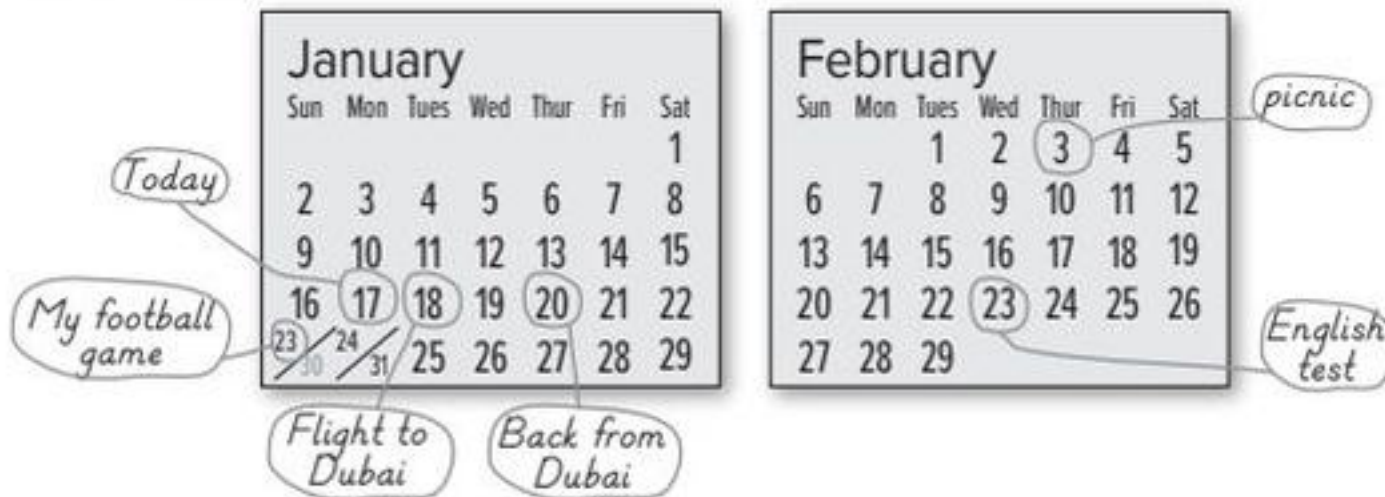 January
Sun Mon Tues Wed Thur Fri Sat
1
2 3 4 5 6 7 8
9 10 11 12 13 14 15
16 17 18 19 20 21 22
23/30 24/31 25 26 27 28 29
Today
My football
game
Flight to
Dubai
Back from
Dubai
February
Sun Mon Tues Wed Thur Fri Sat
1 2 3 4 5
6 7 8 9 10 11 12
13 14 15 16 17 18 19
20 21 22 23 24 25 26
27 28 29
picnic
English
test